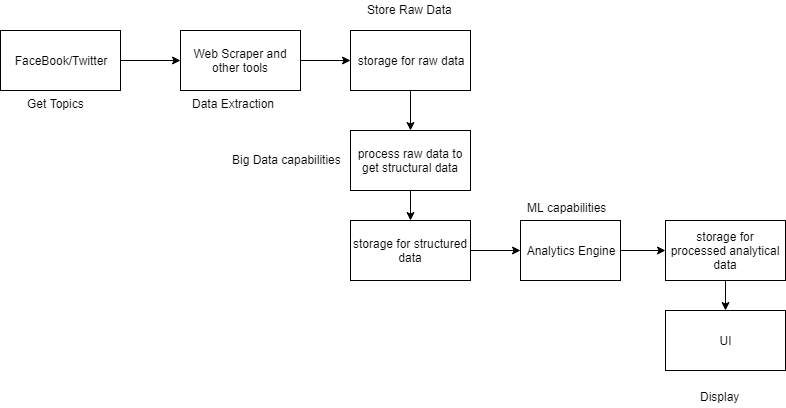 Store Raw Data
FaceBook/Twitter
Web Scraper and
other tools
storage for raw data
Get Topics
Data Extraction
Big Data capabilities
process raw data to
get structural data
ML capabilities
storage for structured
data
Analytics Engine
storage for
processed analytical
data
UI
Display